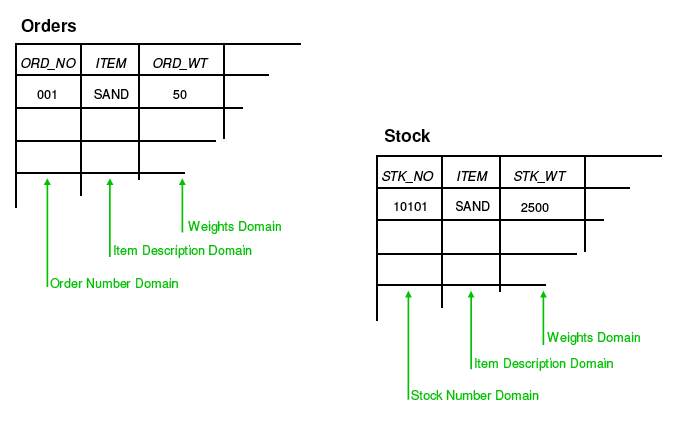 Orders
ORD_NO ITEM ORD_WT
001 SAND 50
Weights Domain
Item Description Domain
Order Number Domain
Stock
STK_NO ITEM STK_WT
10101 SAND 2500
Weights Domain
Item Description Domain
Stock Number Domain